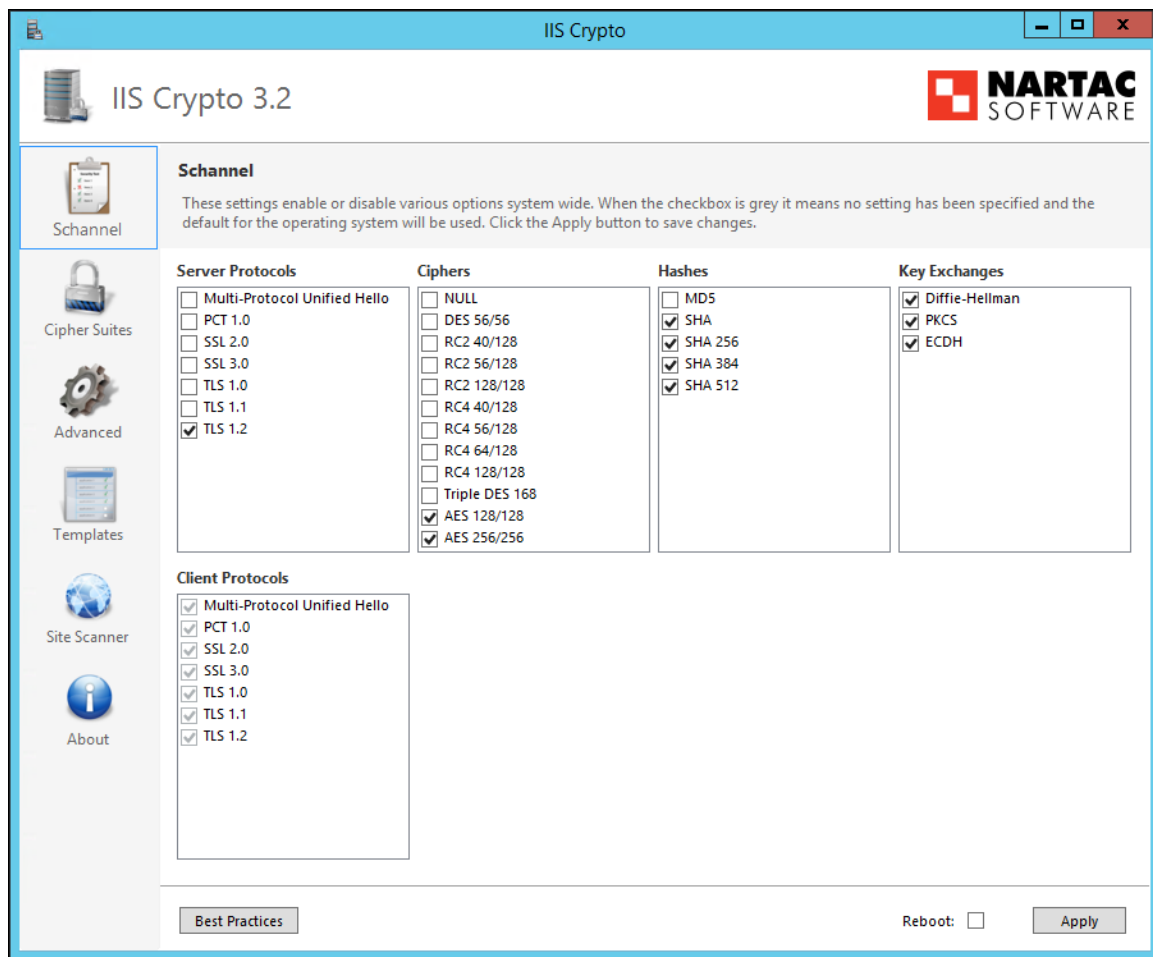 IIS Crypto
IIS Crypto 3.2
NARTAC
SOFTWARE
Schannel
Cipher Suites
Advanced
Templates
Site Scanner
About
Schannel
These settings enable or disable various options system wide. When the checkbox is grey it means no setting has been specified and the
default for the operating system will be used. Click the Apply button to save changes.
Server Protocols
Multi-Protocol Unified Hello
PCT 1.0
SSL 2.0
SSL 3.0
TLS 1.0
TLS 1.1
TLS 1.2
Ciphers
NULL
DES 56/56
RC2 40/128
RC2 56/128
RC2 128/128
RC4 40/128
RC4 56/128
RC4 64/128
RC4 128/128
Triple DES 168
AES 128/128
AES 256/256
Hashes
MD5
SHA
SHA 256
SHA 384
SHA 512
Key Exchanges
Diffie-Hellman
PKCS
ECDH
Client Protocols
Multi-Protocol Unified Hello
PCT 1.0
SSL 2.0
SSL 3.0
TLS 1.0
TLS 1.1
TLS 1.2
Best Practices
Reboot:
Apply